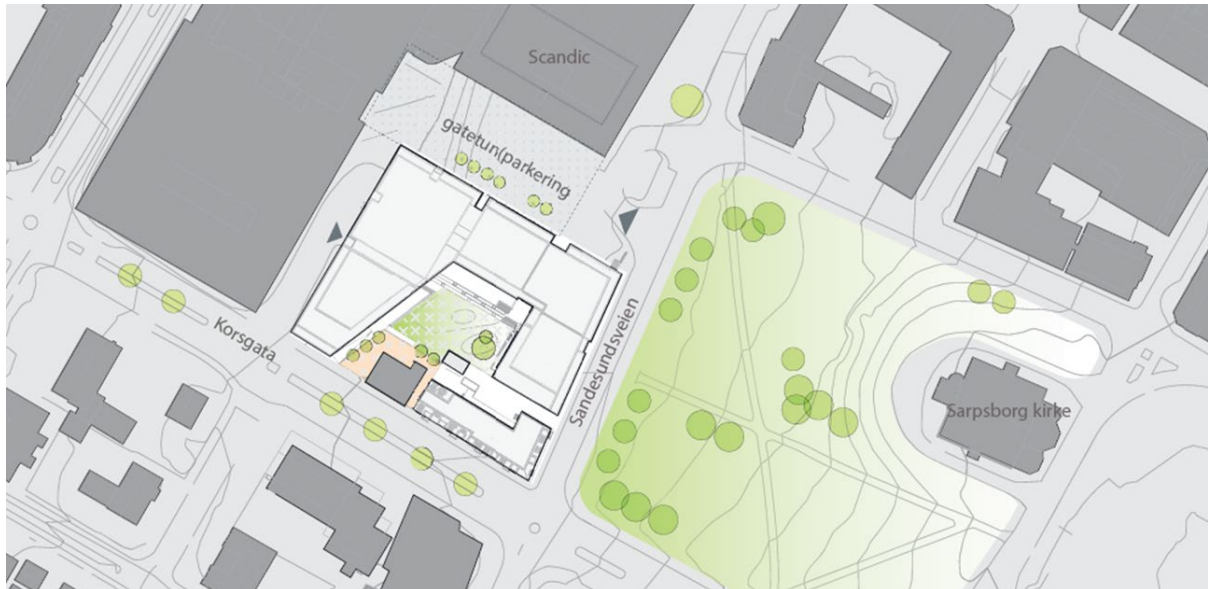 Scandic
gatetun(parkering
Korsgata
Sandesundsveien
Sarpsborg kirke